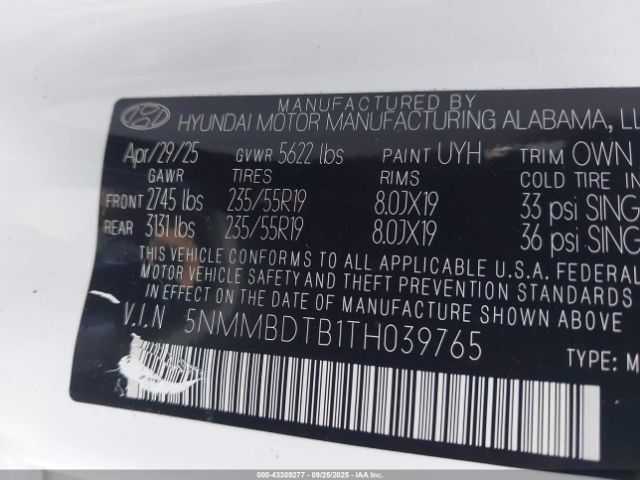 MANUFACTURED BY
HYUNDAI MOTOR MANUFACTURING ALABAMA, LL
Apr/29/25 GVWR 5622 lbs PAINT UYH TRIM OWN
GAWR TIRES RIMS COLD TIRE IN
FRONT 2745 lbs 235/55R19 8.0JX19 33 psi SING
REAR 3131 lbs 235/55R19 8.0JX19 36 psi SING
THIS VEHICLE CONFORMS TO ALL APPLICABLE U.S.A. FEDERAL
MOTOR VEHICLE SAFETY AND THEFT PREVENTION STANDARDS
IN EFFECT ON THE DATE OF MANUFACTURE SHOWN ABOVE
V.I.N 5NMMBDTB1TH039765
TYPE: M
000-43309277 - 09/25/2025 - IAAI.CA